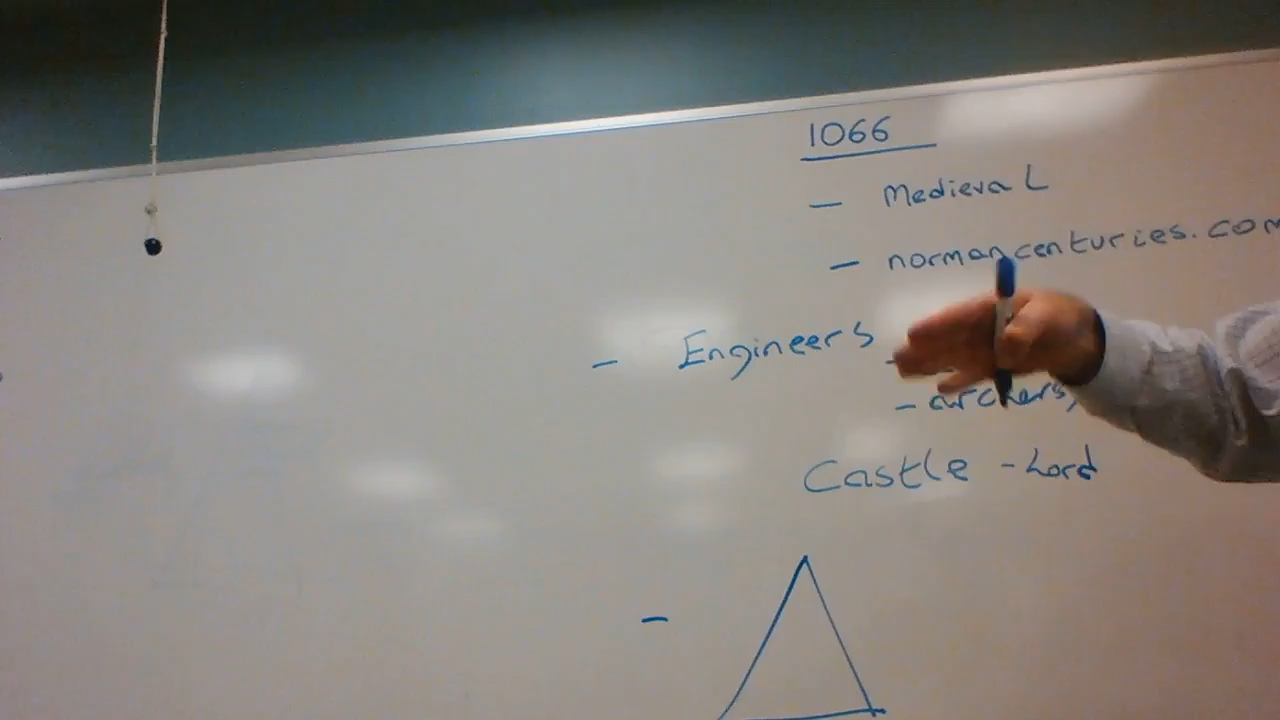 1066
- Medieval
- normancenturies.com
- Engineers -
- archers,
Castle - Lord
-